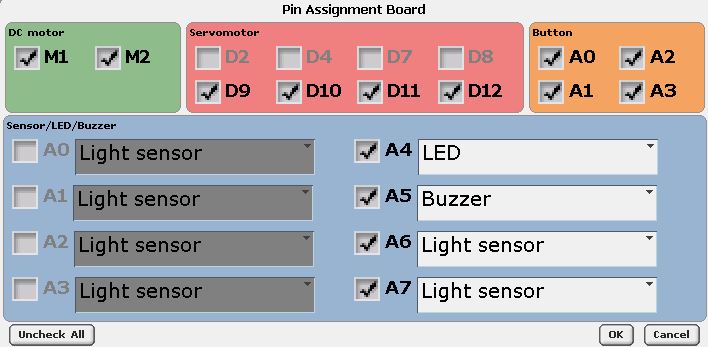 Pin Assignment Board
DC motor
M1 M2
Servomotor
D2 D4 D7 D8
D9 D10 D11 D12
Button
A0 A2
A1 A3
Sensor/LED/Buzzer
A0 Light sensor
A1 Light sensor
A2 Light sensor
A3 Light sensor
A4 LED
A5 Buzzer
A6 Light sensor
A7 Light sensor
Uncheck All
OK
Cancel